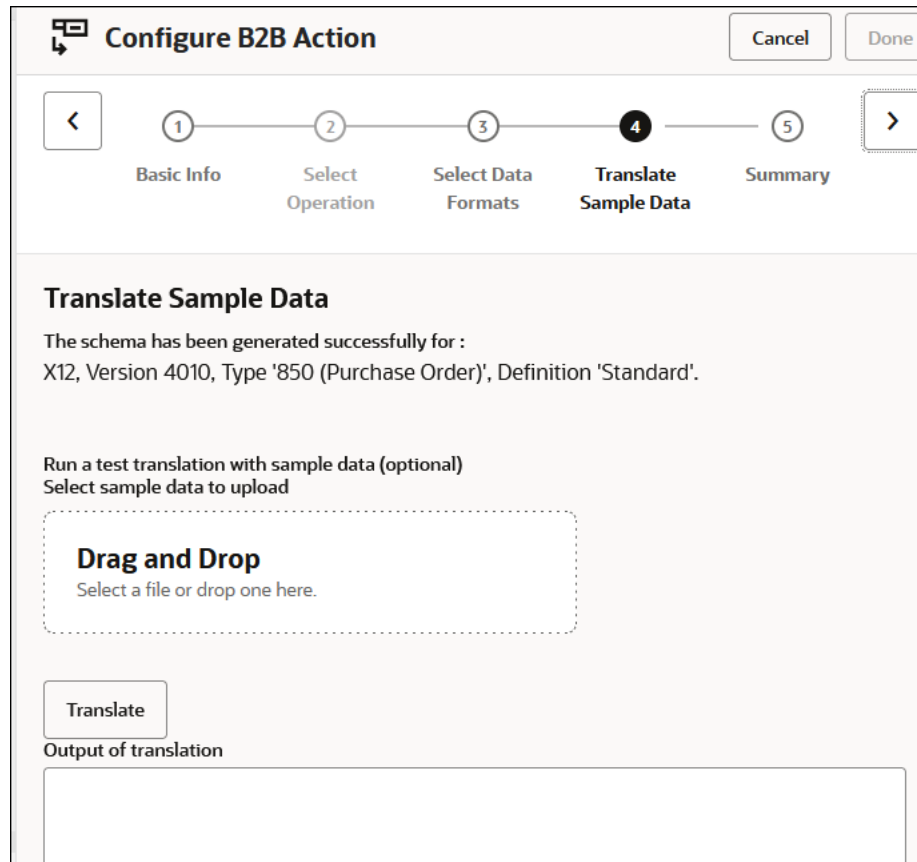 Configure B2B Action
Cancel
Done
1
2
3
4
5
Basic Info
Select
Operation
Select Data
Formats
Translate
Sample Data
Summary
Translate Sample Data
The schema has been generated successfully for :
X12, Version 4010, Type '850 (Purchase Order)', Definition 'Standard'.
Run a test translation with sample data (optional)
Select sample data to upload
Drag and Drop
Select a file or drop one here.
Translate
Output of translation